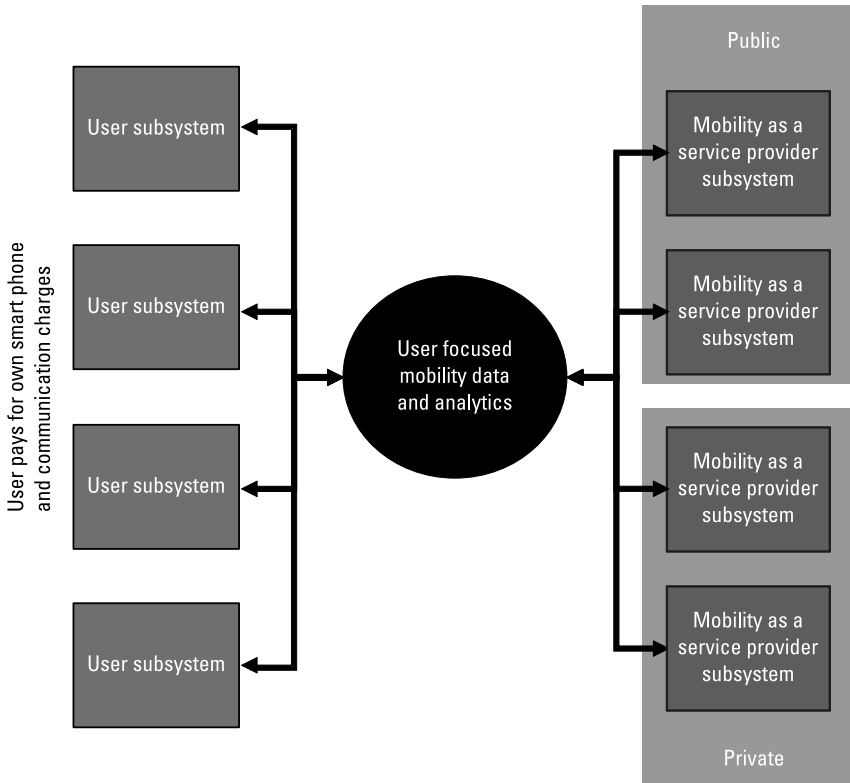 User pays for own smart phone
and communication charges
User subsystem
User subsystem
User subsystem
User subsystem
User focused
mobility data
and analytics
Public
Mobility as a
service provider
subsystem
Mobility as a
service provider
subsystem
Mobility as a
service provider
subsystem
Mobility as a
service provider
subsystem
Private